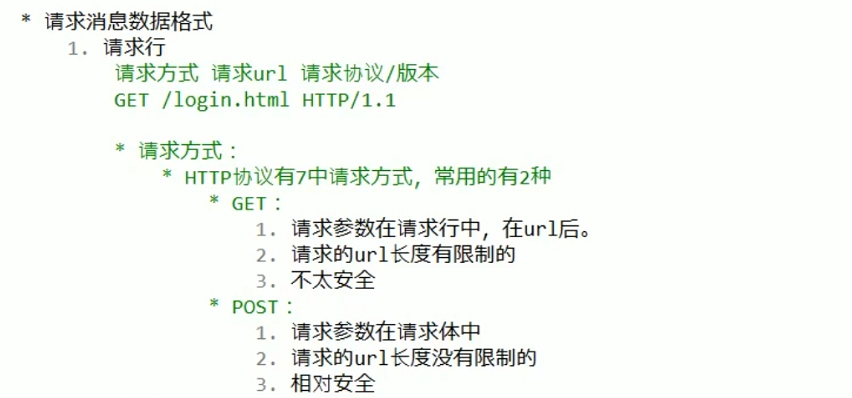 * 请求消息数据格式
1. 请求行
请求方式 请求url 请求协议/版本
GET /login.html HTTP/1.1
* 请求方式：
* HTTP协议有7中请求方式，常用的有2种
* GET：
1. 请求参数在请求行中，在url后。
2. 请求的url长度有限制的
3. 不太安全
* POST：
1. 请求参数在请求体中
2. 请求的url长度没有限制的
3. 相对安全